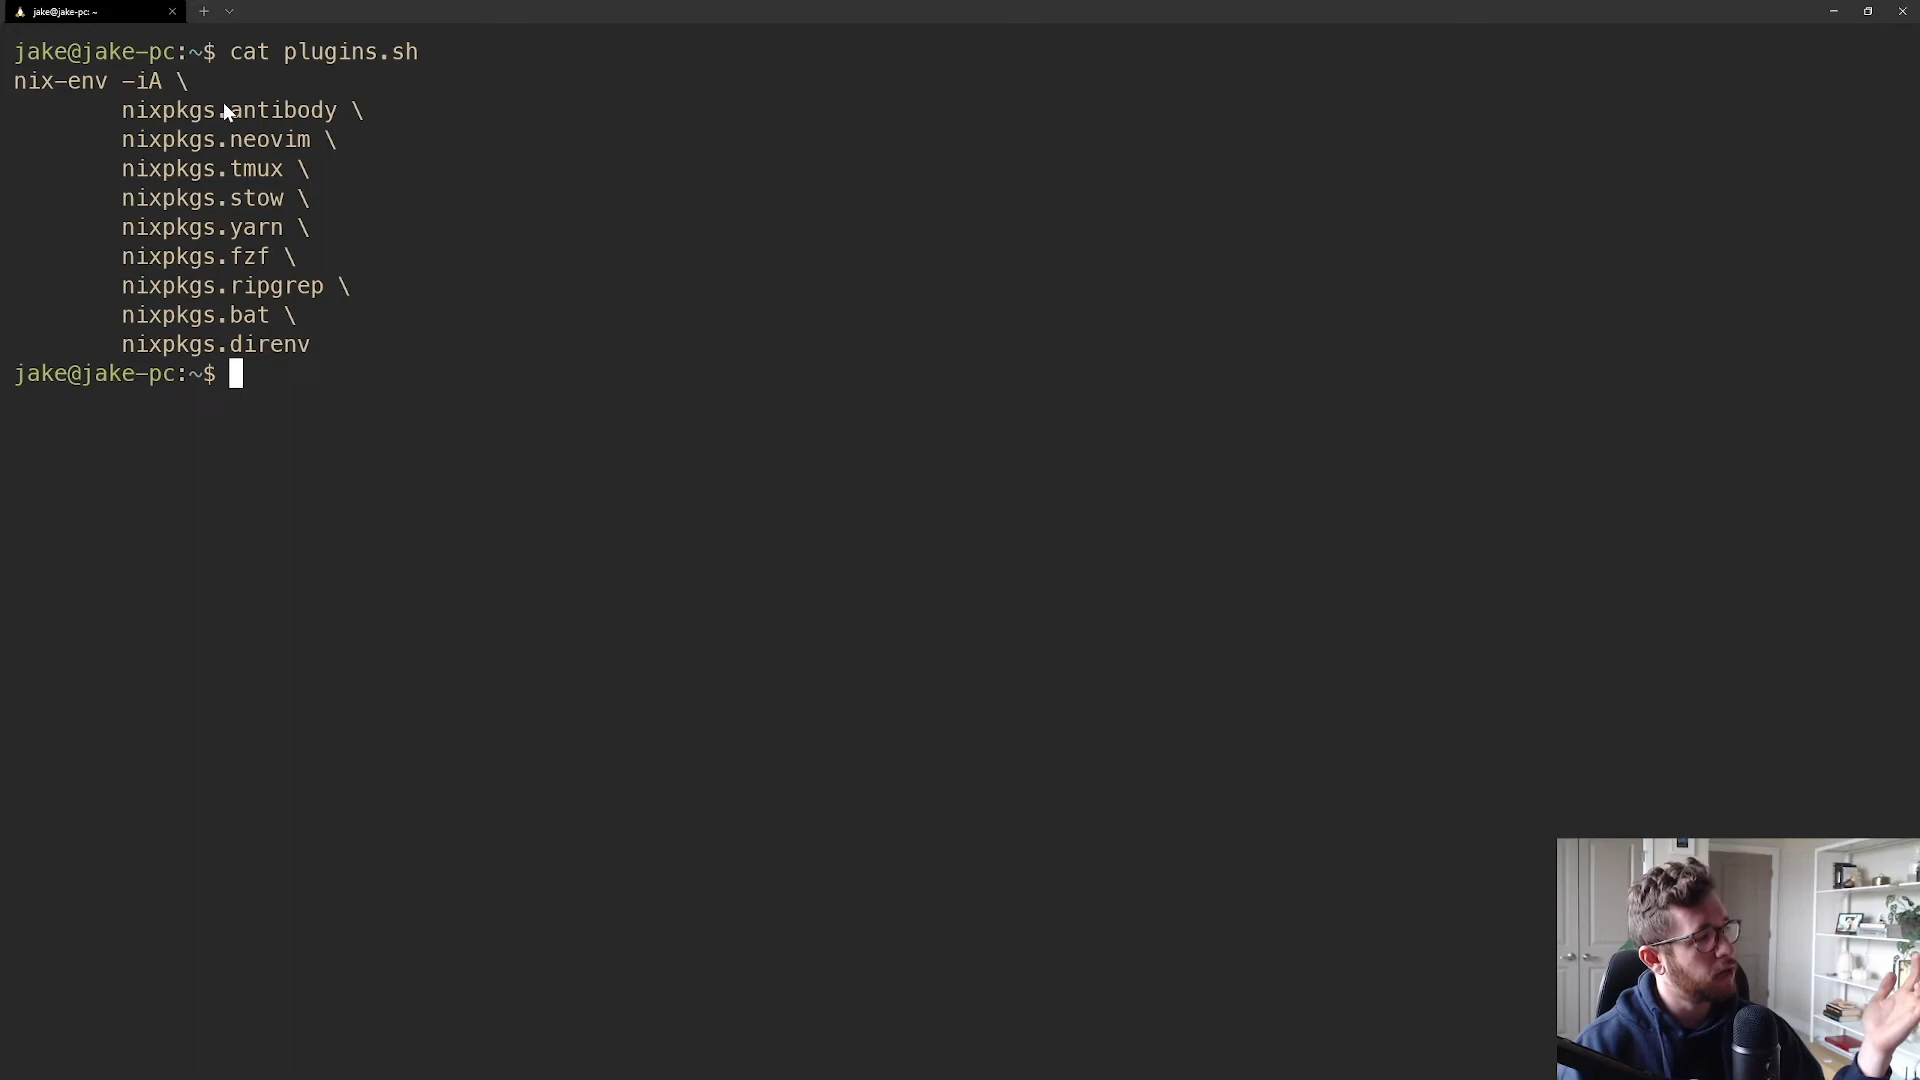 jake@jake-pc: ~
jake@jake-pc:~$ cat plugins.sh
nix-env -iA \
nixpkgs.antibody \
nixpkgs.neovim \
nixpkgs.tmux \
nixpkgs.stow \
nixpkgs.yarn \
nixpkgs.fzf \
nixpkgs.ripgrep \
nixpkgs.bat \
nixpkgs.direnv
jake@jake-pc:~$